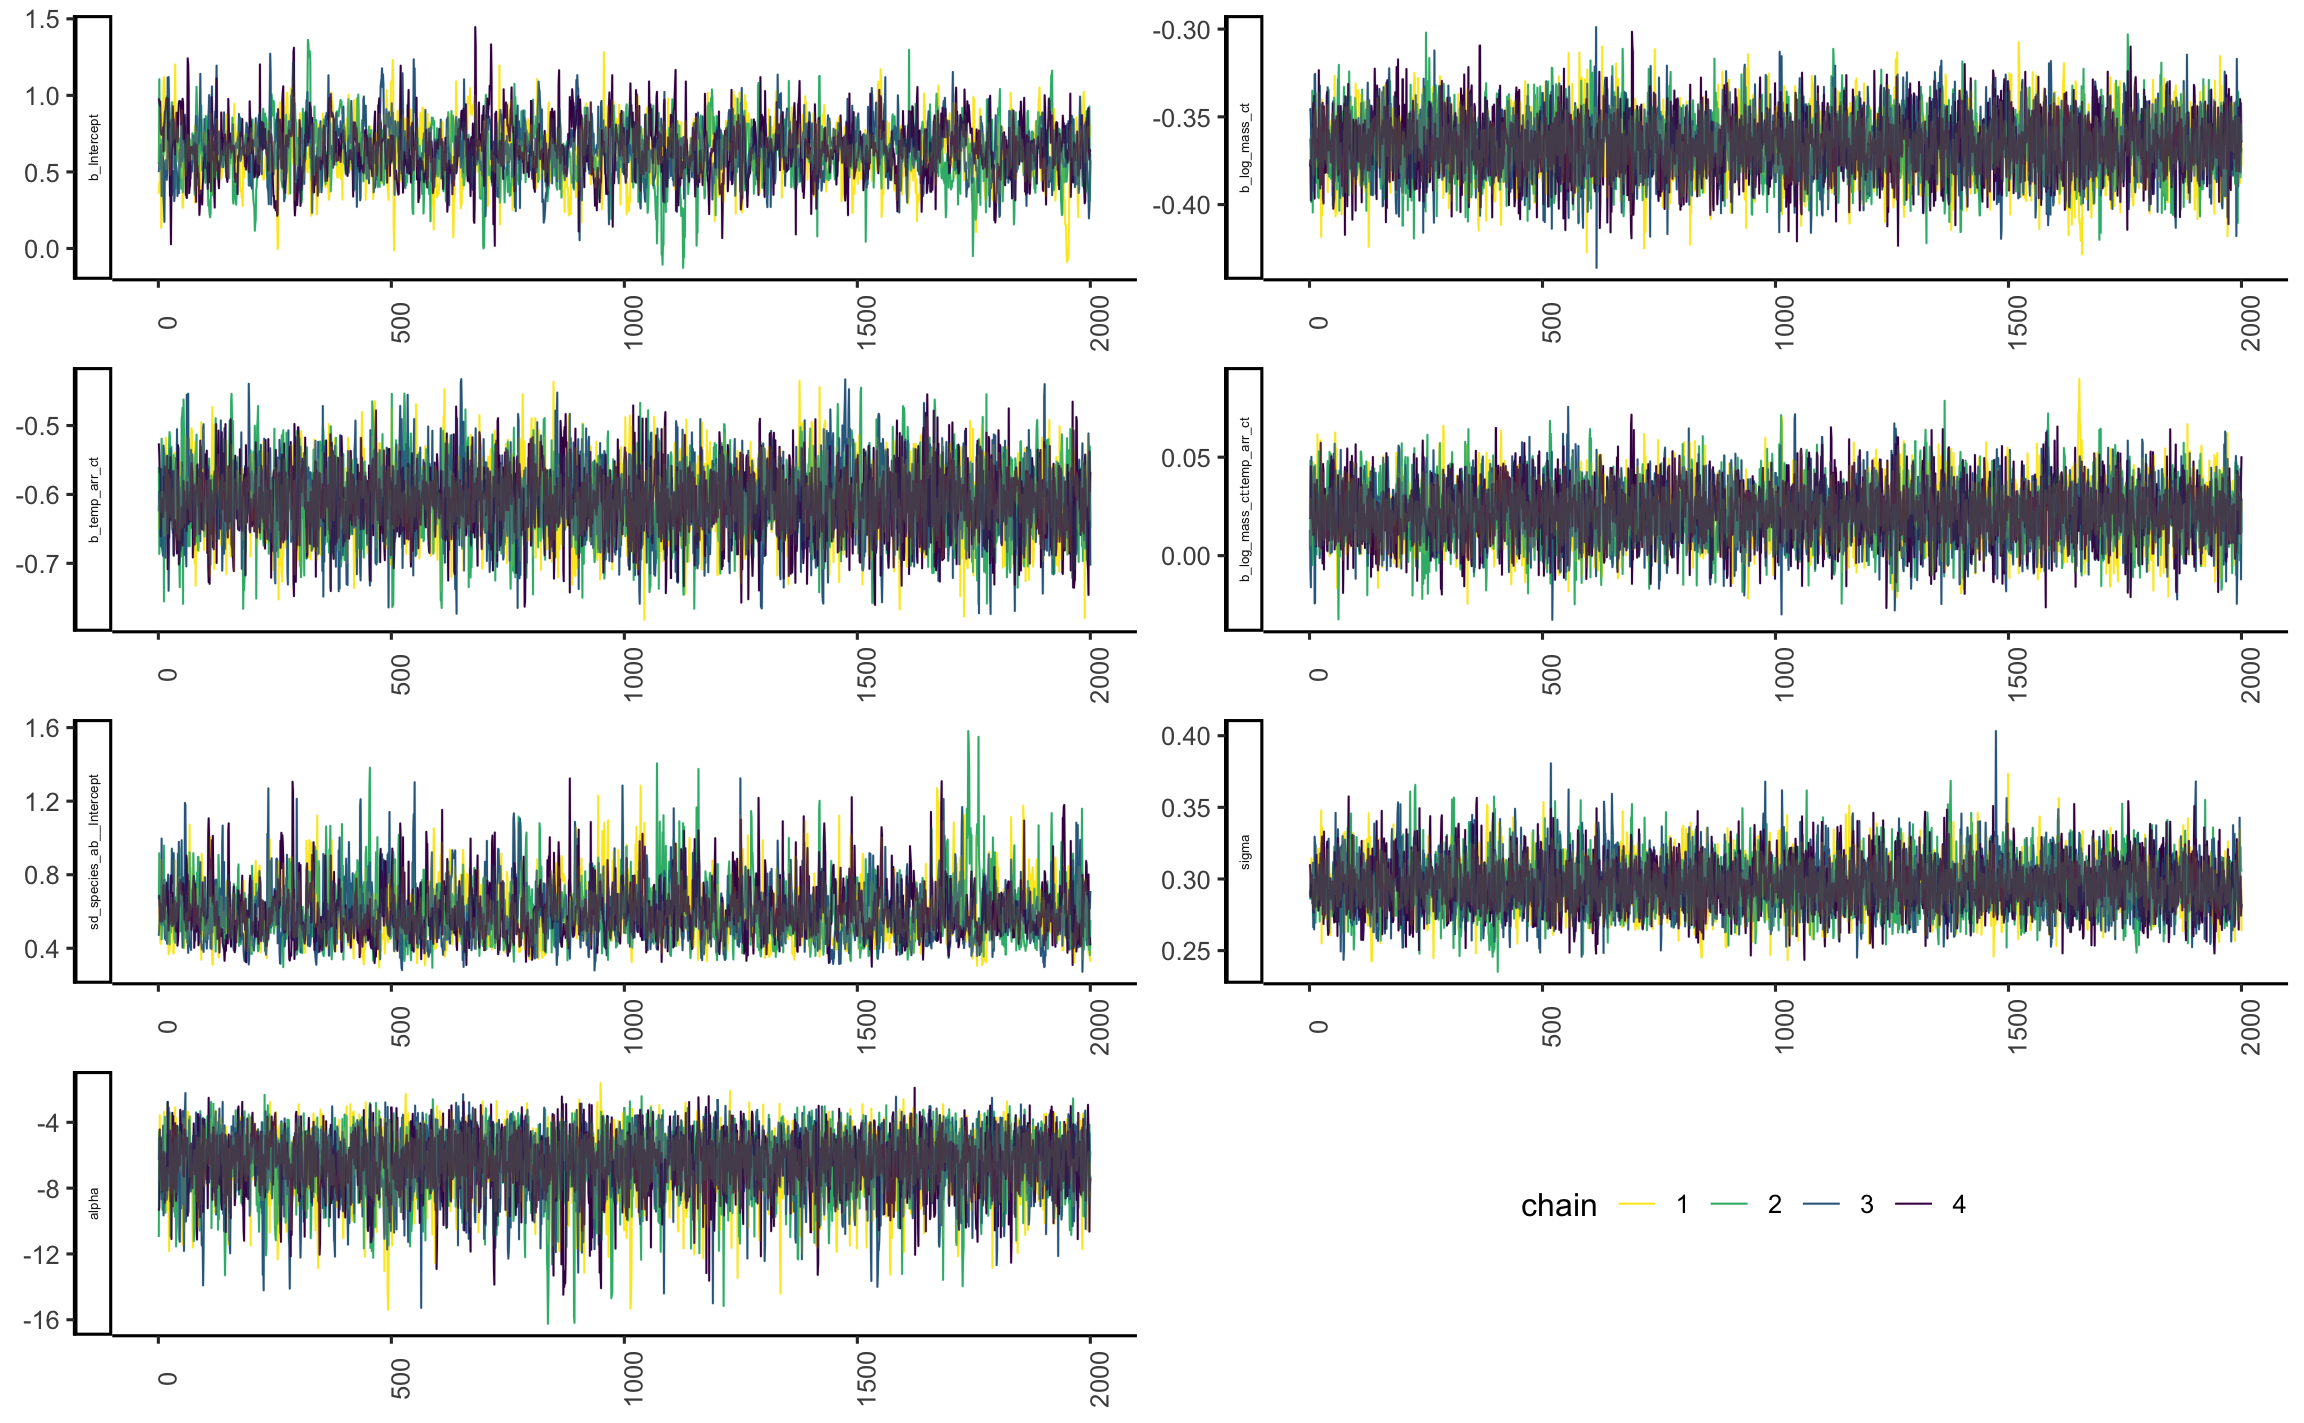 b_Intercept
1.5
1.0
0.5
0.0
0 500 1000 1500 2000
b_log_mass_ct
-0.30
-0.35
-0.40
0 500 1000 1500 2000
b_temp_arr_ct
-0.5
-0.6
-0.7
0 500 1000 1500 2000
b_log_mass_ct:temp_arr_ct
0.05
0.00
0 500 1000 1500 2000
sd_species_ab__Intercept
1.6
1.2
0.8
0.4
0 500 1000 1500 2000
sigma
0.40
0.35
0.30
0.25
0 500 1000 1500 2000
alpha
-4
-8
-12
-16
0 500 1000 1500 2000
chain 1 2 3 4